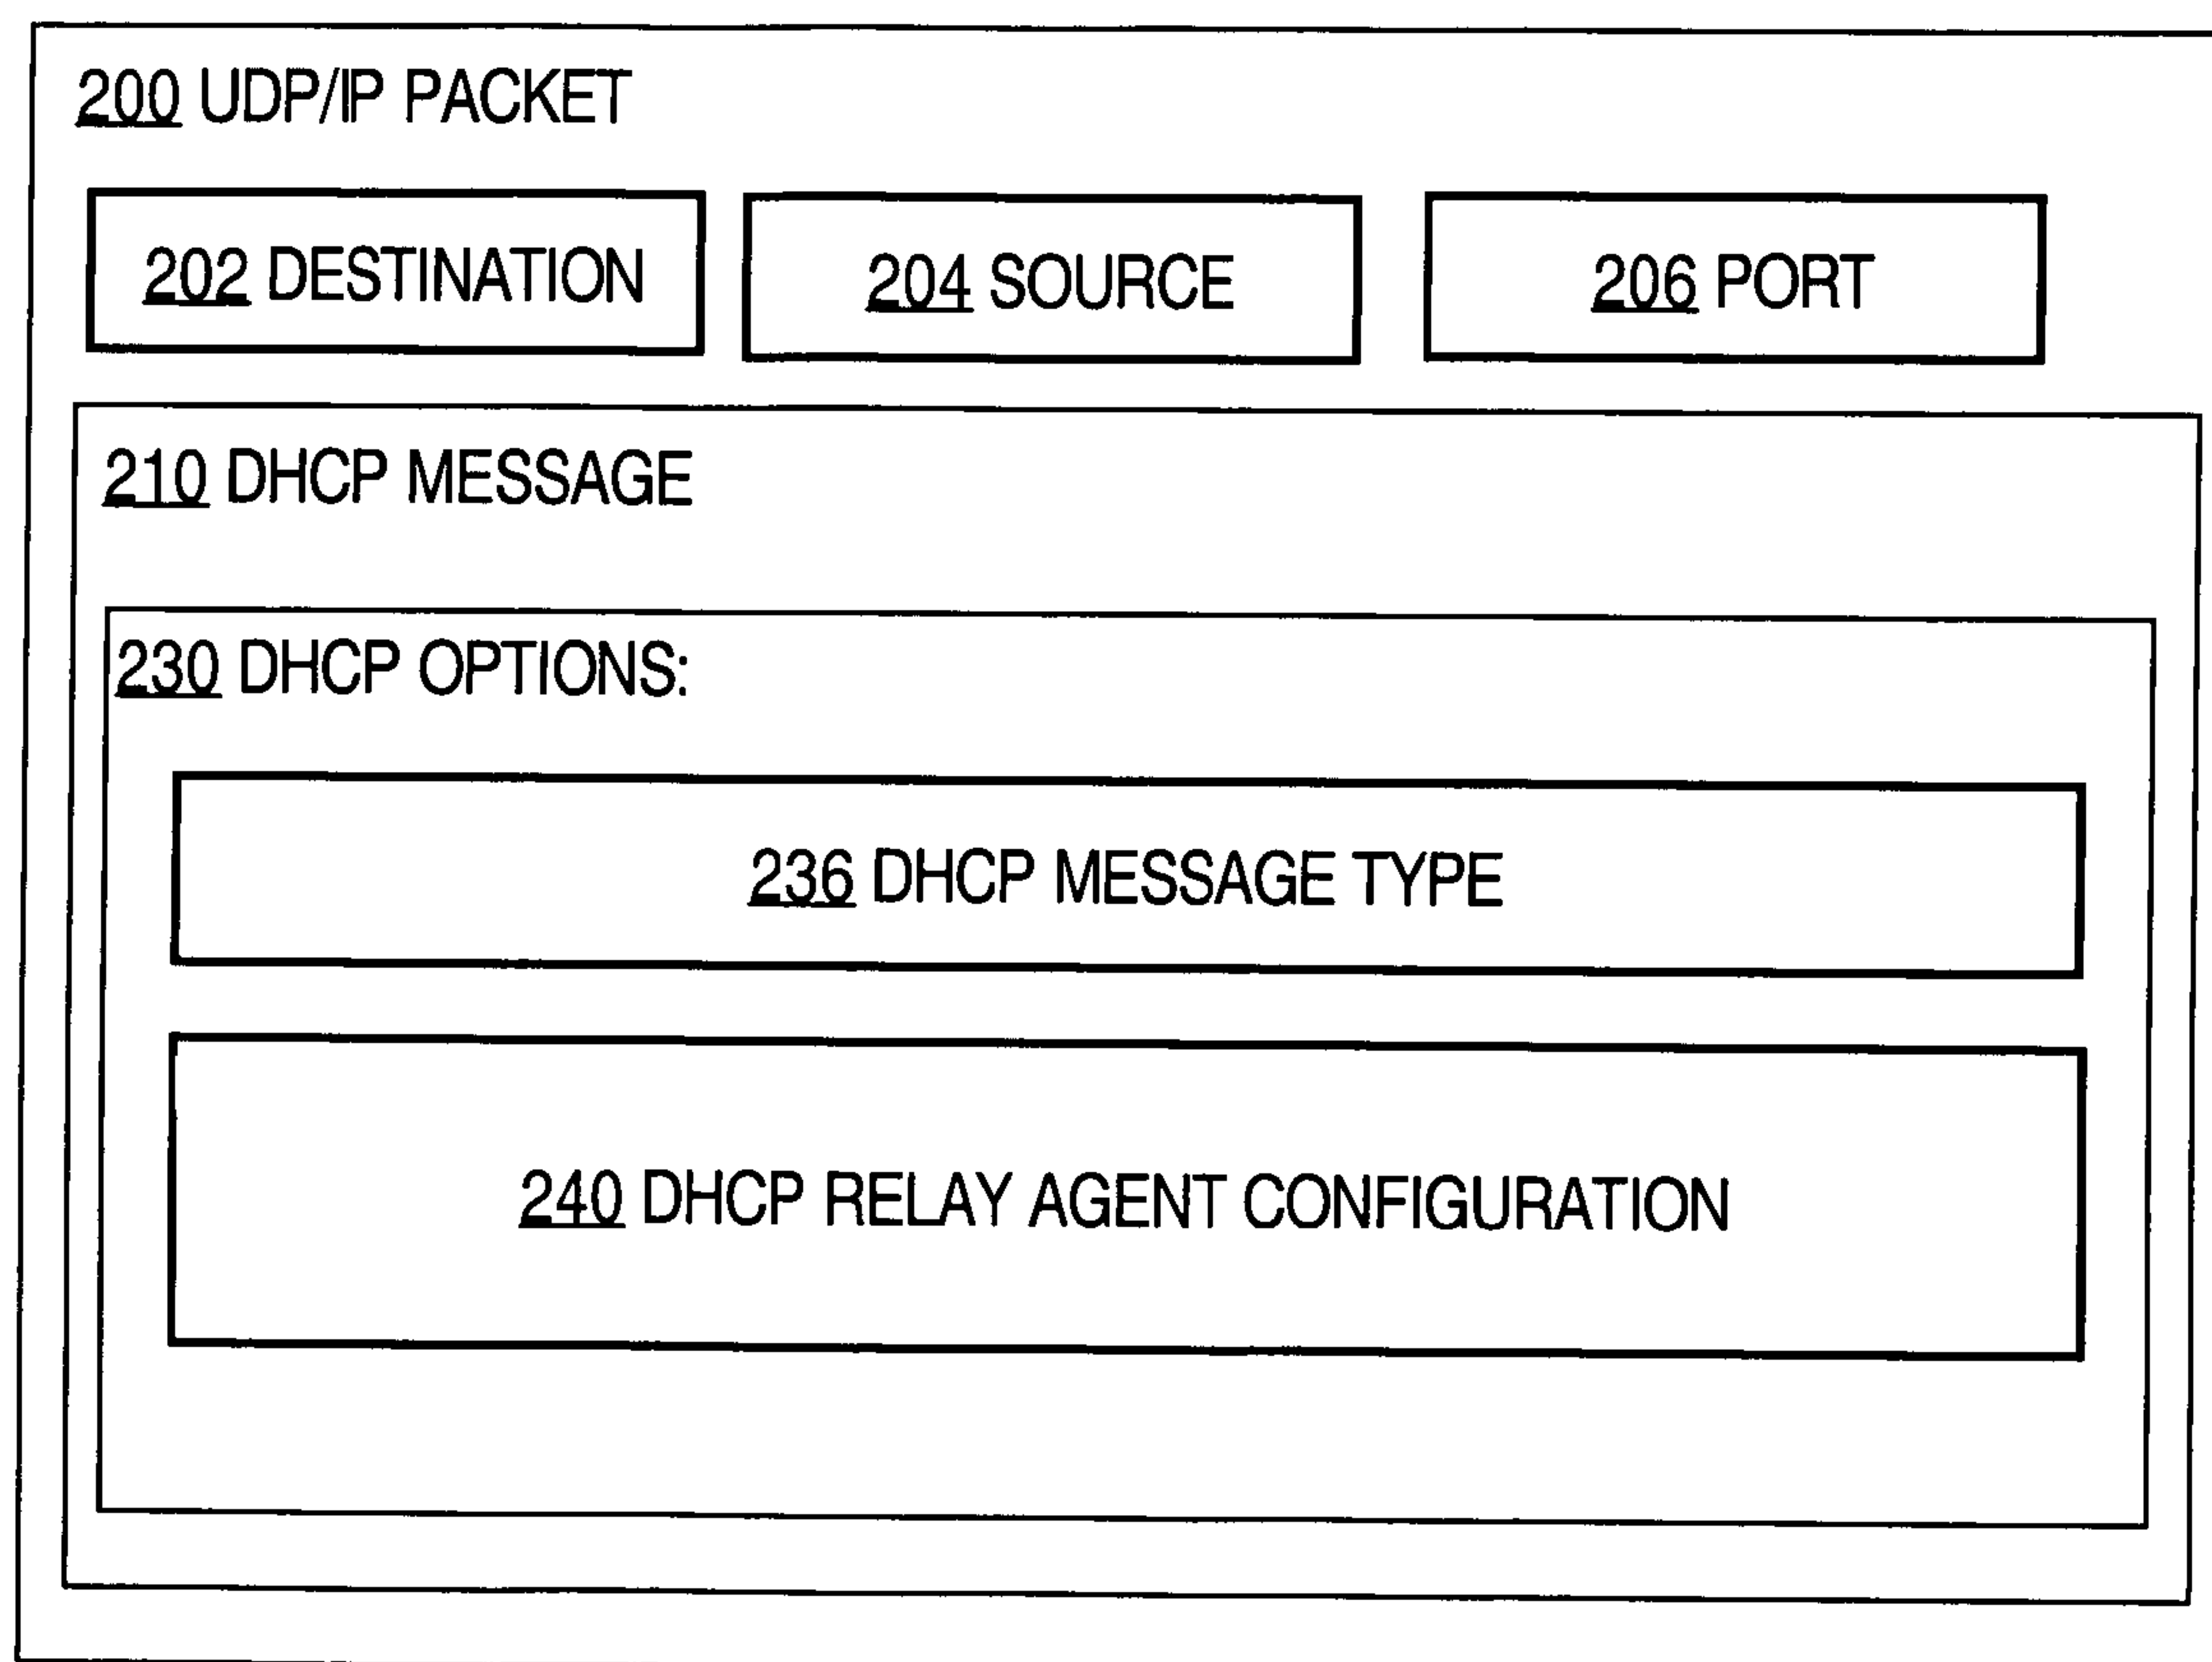 200 UDP/IP PACKET
202 DESTINATION
204 SOURCE
206 PORT
210 DHCP MESSAGE
230 DHCP OPTIONS:
236 DHCP MESSAGE TYPE
240 DHCP RELAY AGENT CONFIGURATION